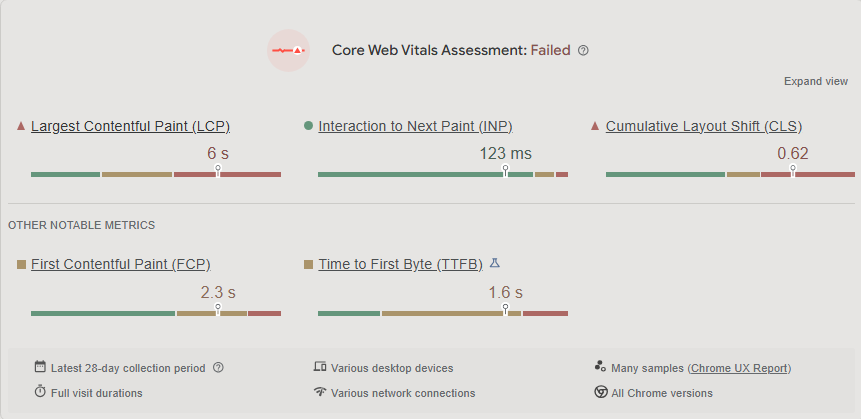 Core Web Vitals Assessment: Failed
Expand view
Largest Contentful Paint (LCP)
6 s
Interaction to Next Paint (INP)
123 ms
Cumulative Layout Shift (CLS)
0.62
OTHER NOTABLE METRICS
First Contentful Paint (FCP)
2.3 s
Time to First Byte (TTFB)
1.6 s
Latest 28-day collection period
Various desktop devices
Many samples (Chrome UX Report)
Full visit durations
Various network connections
All Chrome versions